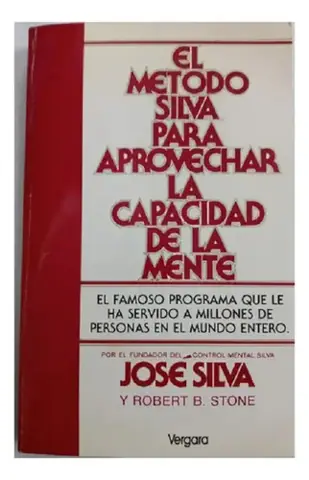 EL
METODO
SILVA
PARA
APROVECHAR
LA
CAPACIDAD
DE LA
MENTE
EL FAMOSO PROGRAMA QUE LE
HA SERVIDO A MILLONES DE
PERSONAS EN EL MUNDO ENTERO.
POR EL FUNDADOR DEL CONTROL MENTAL SILVA
JOSE SILVA
Y ROBERT B. STONE
Vergara